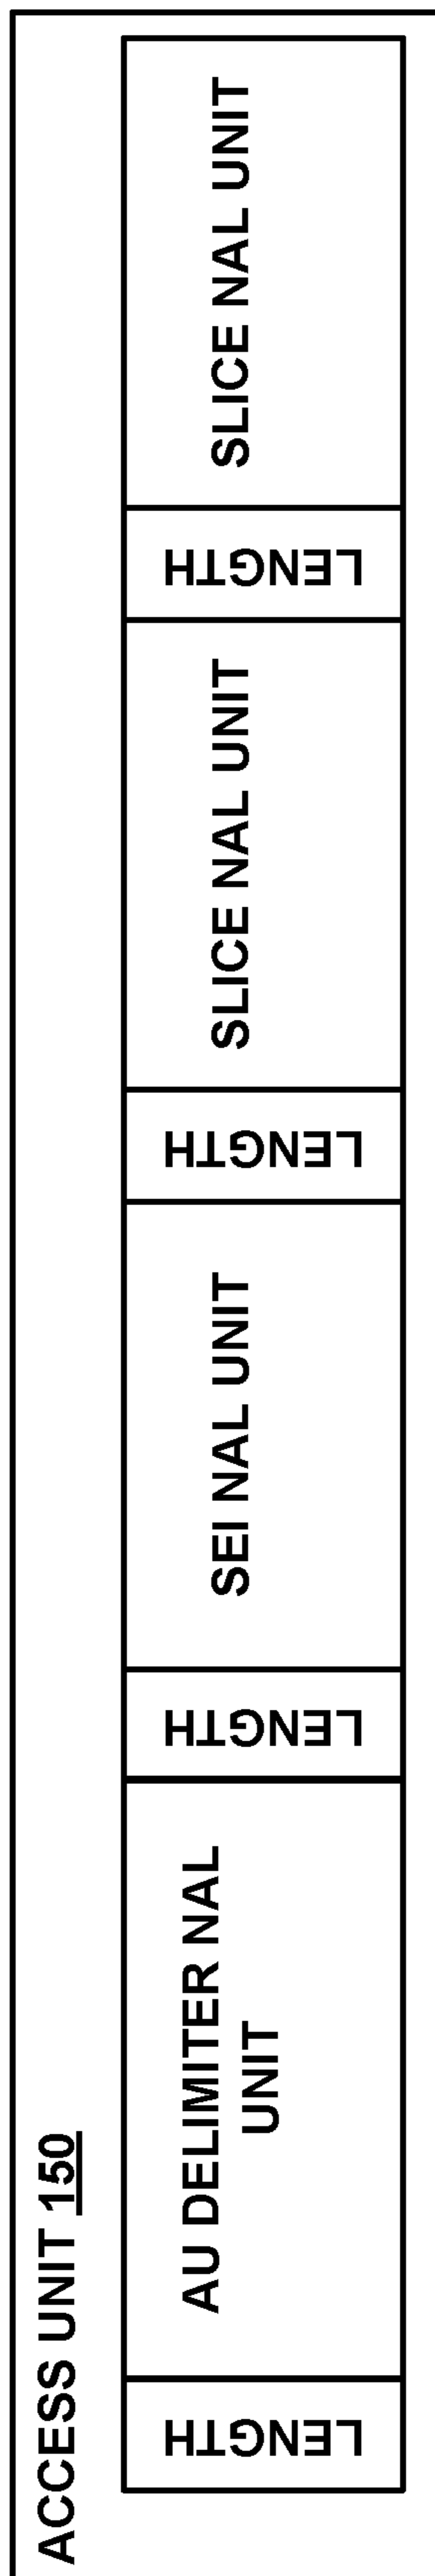 ACCESS UNIT 150
LENGTH
AU DELIMITER NAL
UNIT
LENGTH
SEI NAL UNIT
LENGTH
SLICE NAL UNIT
LENGTH
SLICE NAL UNIT